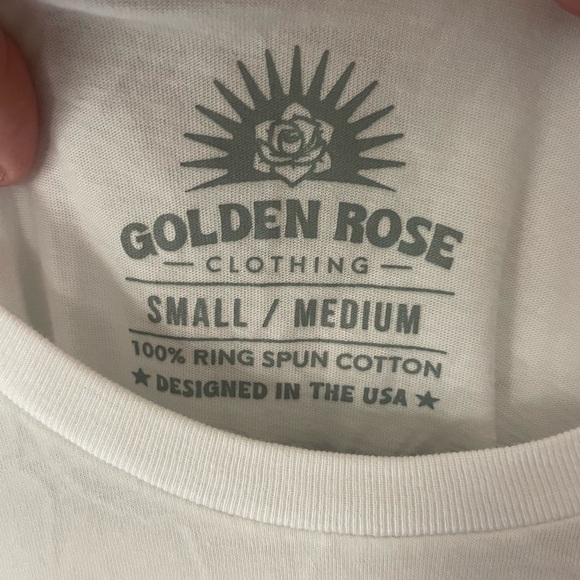 GOLDEN ROSE
— CLOTHING —
SMALL / MEDIUM
100% RING SPUN COTTON
★ DESIGNED IN THE USA ★